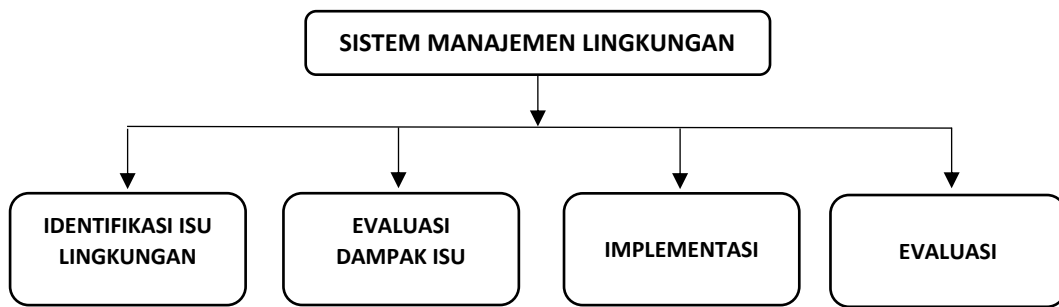 SISTEM MANAJEMEN LINGKUNGAN
IDENTIFIKASI ISU
LINGKUNGAN
EVALUASI
DAMPAK ISU
IMPLEMENTASI
EVALUASI